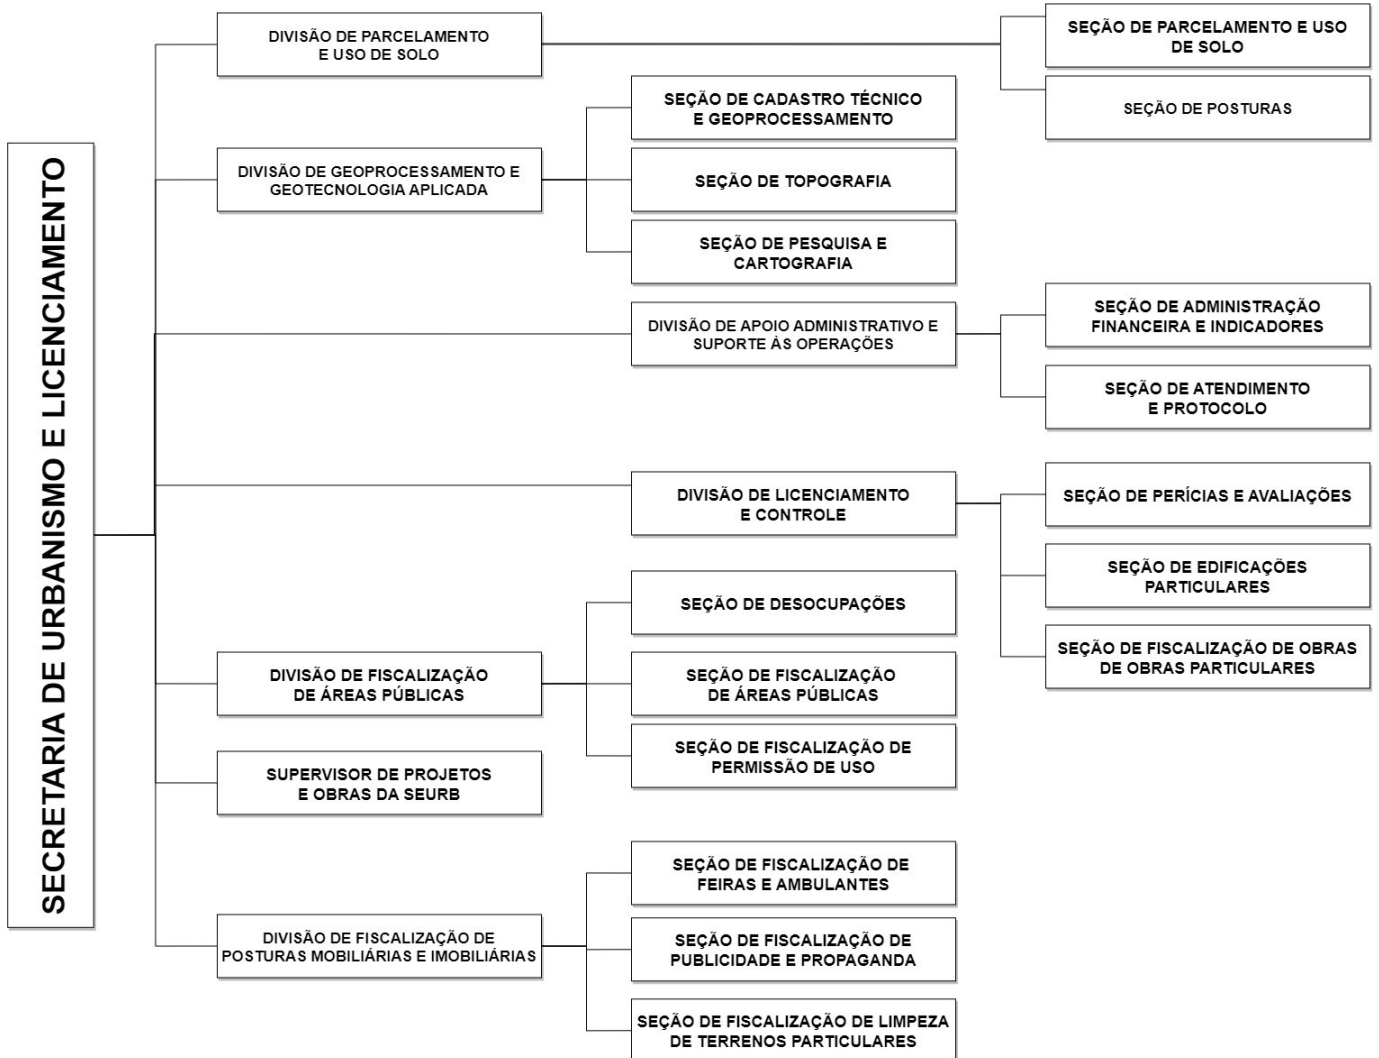 SECRETARIA DE URBANISMO E LICENCIAMENTO
DIVISÃO DE PARCELAMENTO
E USO DE SOLO
SEÇÃO DE PARCELAMENTO E USO
DE SOLO
SEÇÃO DE POSTURAS
DIVISÃO DE GEOPROCESSAMENTO E
GEOTECNOLOGIA APLICADA
SEÇÃO DE CADASTRO TÉCNICO
E GEOPROCESSAMENTO
SEÇÃO DE TOPOGRAFIA
SEÇÃO DE PESQUISA E
CARTOGRAFIA
DIVISÃO DE APOIO ADMINISTRATIVO E
SUPORTE ÀS OPERAÇÕES
SEÇÃO DE ADMINISTRAÇÃO
FINANCEIRA E INDICADORES
SEÇÃO DE ATENDIMENTO
E PROTOCOLO
DIVISÃO DE LICENCIAMENTO
E CONTROLE
SEÇÃO DE PERÍCIAS E AVALIAÇÕES
SEÇÃO DE EDIFICAÇÕES
PARTICULARES
SEÇÃO DE FISCALIZAÇÃO DE OBRAS
DE OBRAS PARTICULARES
DIVISÃO DE FISCALIZAÇÃO
DE ÁREAS PÚBLICAS
SEÇÃO DE DESOCUPAÇÕES
SEÇÃO DE FISCALIZAÇÃO
DE ÁREAS PÚBLICAS
SEÇÃO DE FISCALIZAÇÃO DE
PERMISSÃO DE USO
SUPERVISOR DE PROJETOS
E OBRAS DA SEURB
DIVISÃO DE FISCALIZAÇÃO DE
POSTURAS MOBILIÁRIAS E IMOBILIÁRIAS
SEÇÃO DE FISCALIZAÇÃO DE
FEIRAS E AMBULANTES
SEÇÃO DE FISCALIZAÇÃO DE
PUBLICIDADE E PROPAGANDA
SEÇÃO DE FISCALIZAÇÃO DE LIMPEZA
DE TERRENOS PARTICULARES